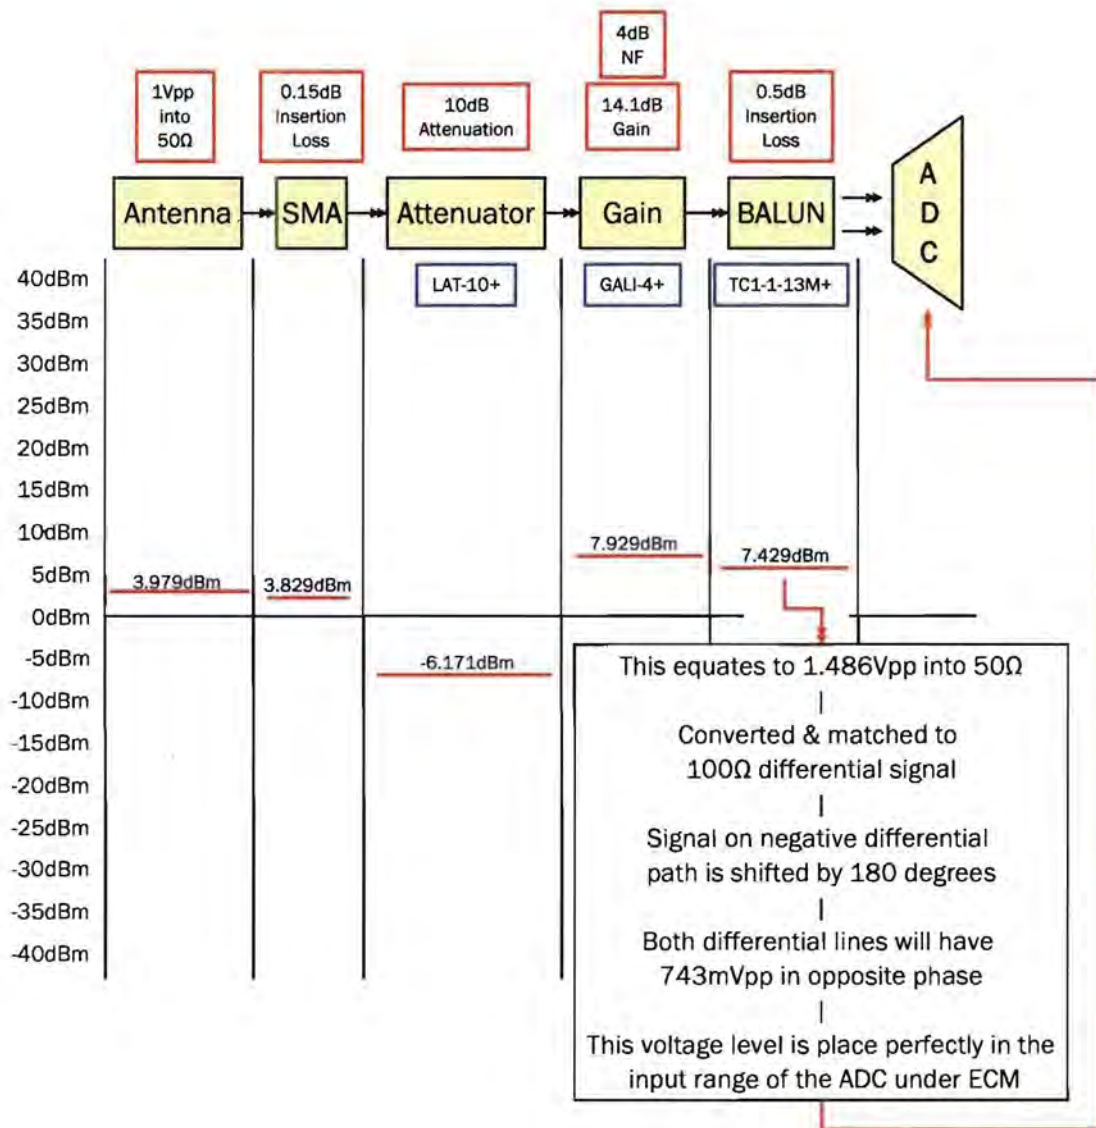 4dB
NF
1Vpp
into
50Ω
0.15dB
Insertion
Loss
10dB
Attenuation
14.1dB
Gain
0.5dB
Insertion
Loss
Antenna
SMA
Attenuator
Gain
BALUN
A
D
C
LAT-10+
GALI-4+
TC1-1-13M+
40dBm
35dBm
30dBm
25dBm
20dBm
15dBm
10dBm
5dBm
0dBm
-5dBm
-10dBm
-15dBm
-20dBm
-25dBm
-30dBm
-35dBm
-40dBm
3.979dBm
3.829dBm
-6.171dBm
7.929dBm
7.429dBm
This equates to 1.486Vpp into 50Ω
Converted & matched to
100Ω differential signal
Signal on negative differential
path is shifted by 180 degrees
Both differential lines will have
743mVpp in opposite phase
This voltage level is place perfectly in the
input range of the ADC under ECM